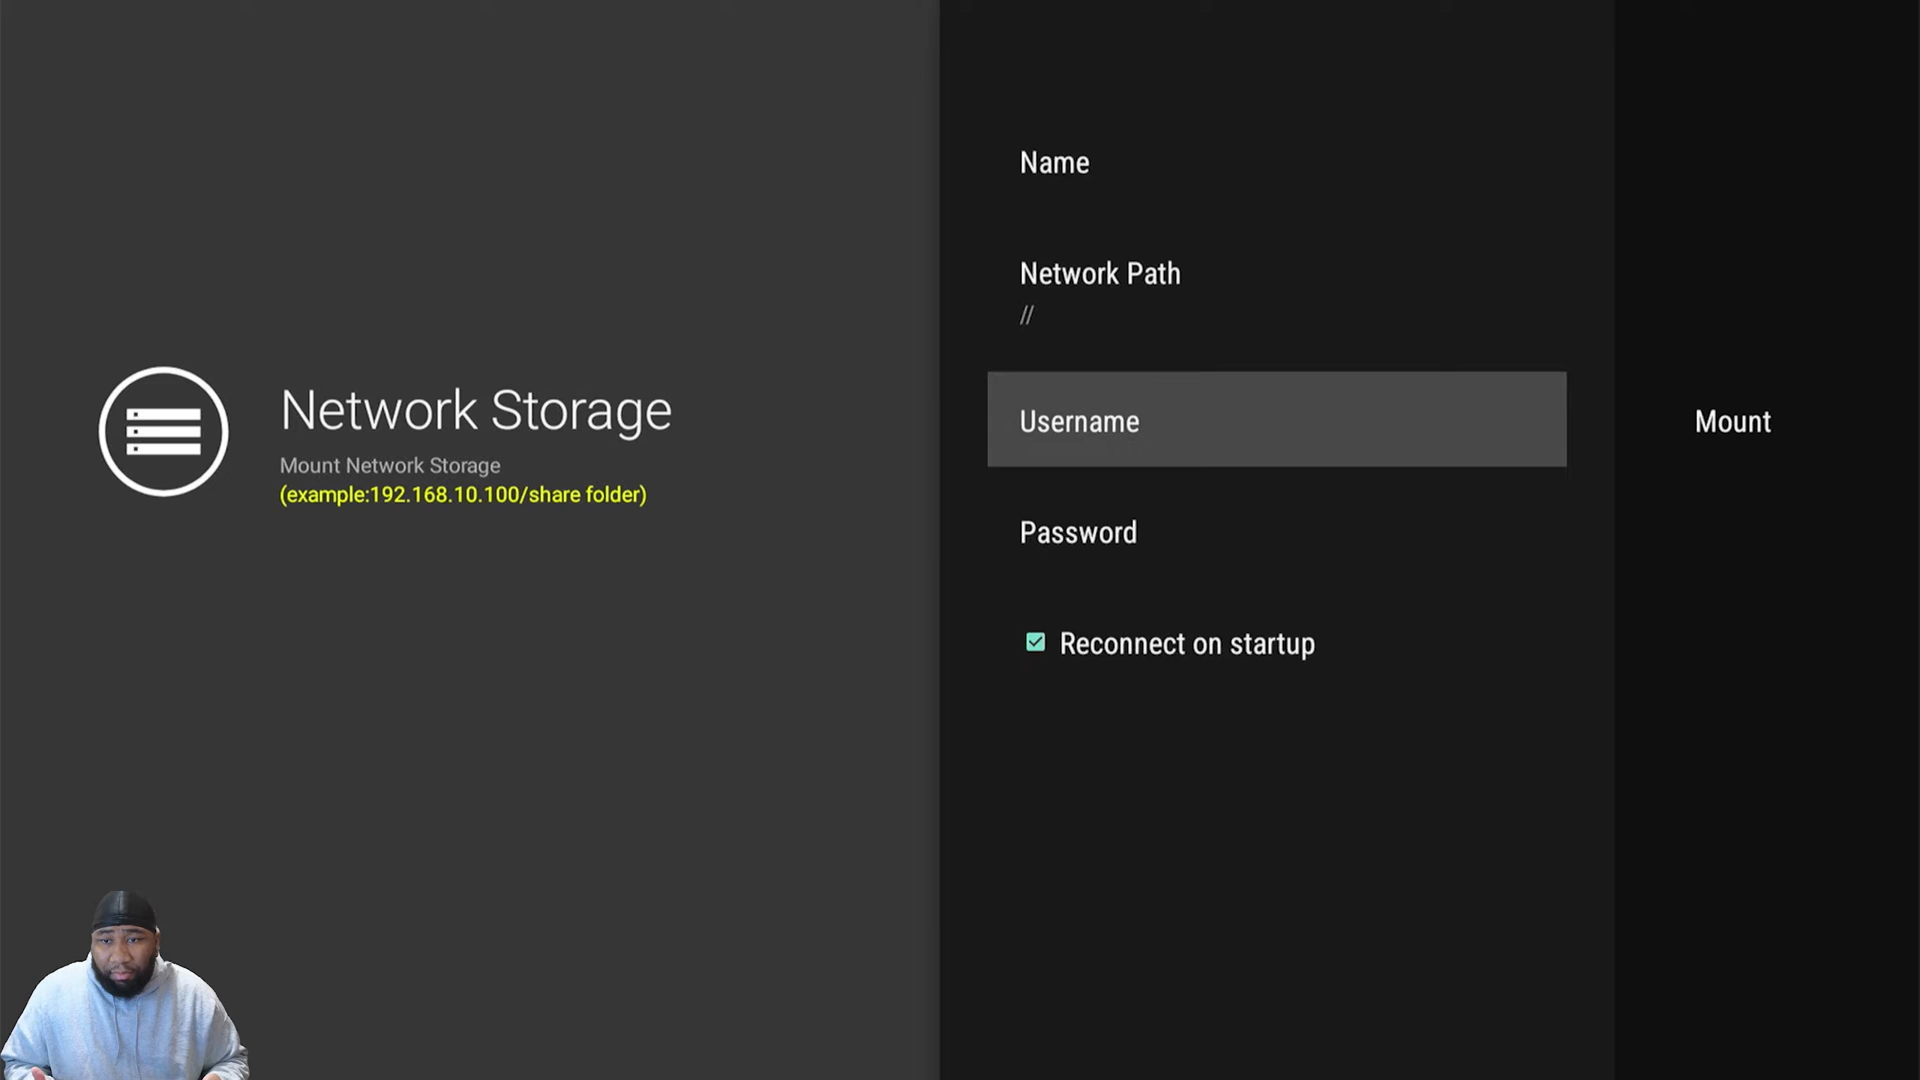 Network Storage
Mount Network Storage
(example:192.168.10.100/share folder)
Name
Network Path
//
Username
Password
Reconnect on startup
Mount